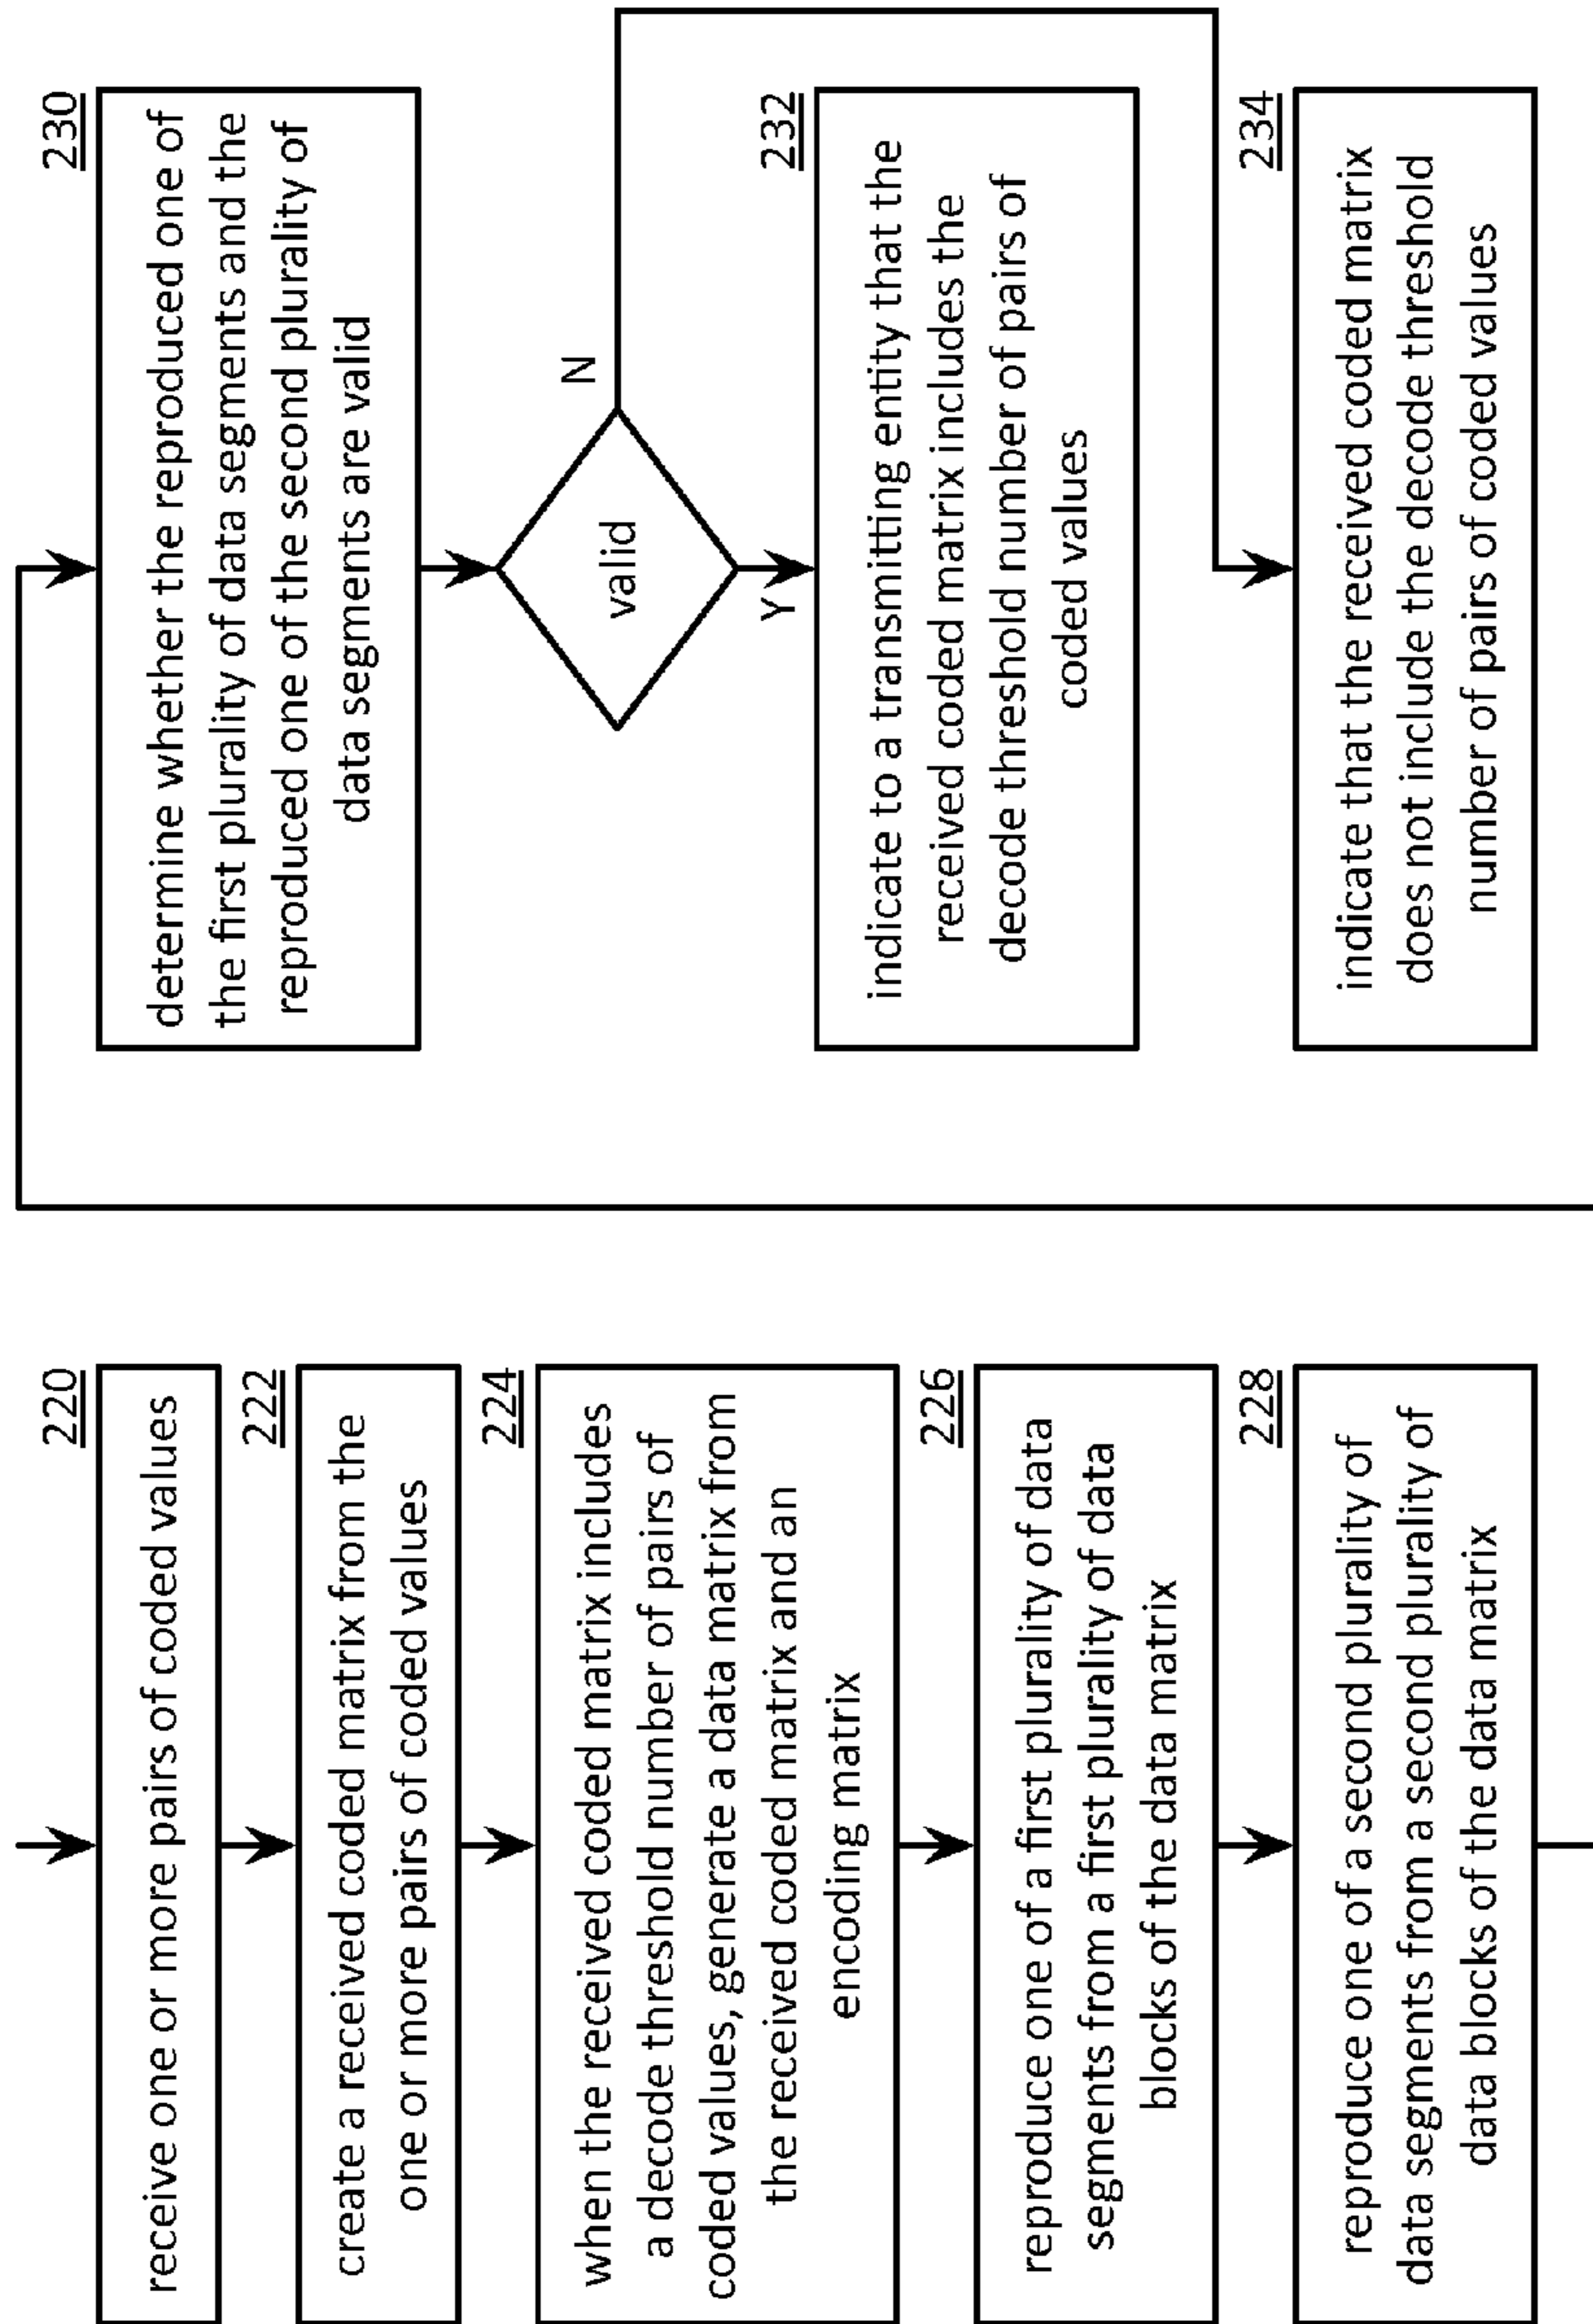 220
receive one or more pairs of coded values
222
create a received coded matrix from the
one or more pairs of coded values
224
when the received coded matrix includes
a decode threshold number of pairs of
coded values, generate a data matrix from
the received coded matrix and an
encoding matrix
226
reproduce one of a first plurality of data
segments from a first plurality of data
blocks of the data matrix
228
reproduce one of a second plurality of
data segments from a second plurality of
data blocks of the data matrix
230
determine whether the reproduced one of
the first plurality of data segments and the
reproduced one of the second plurality of
data segments are valid
valid
N
Y
232
indicate to a transmitting entity that the
received coded matrix includes the
decode threshold number of pairs of
coded values
234
indicate that the received coded matrix
does not include the decode threshold
number of pairs of coded values